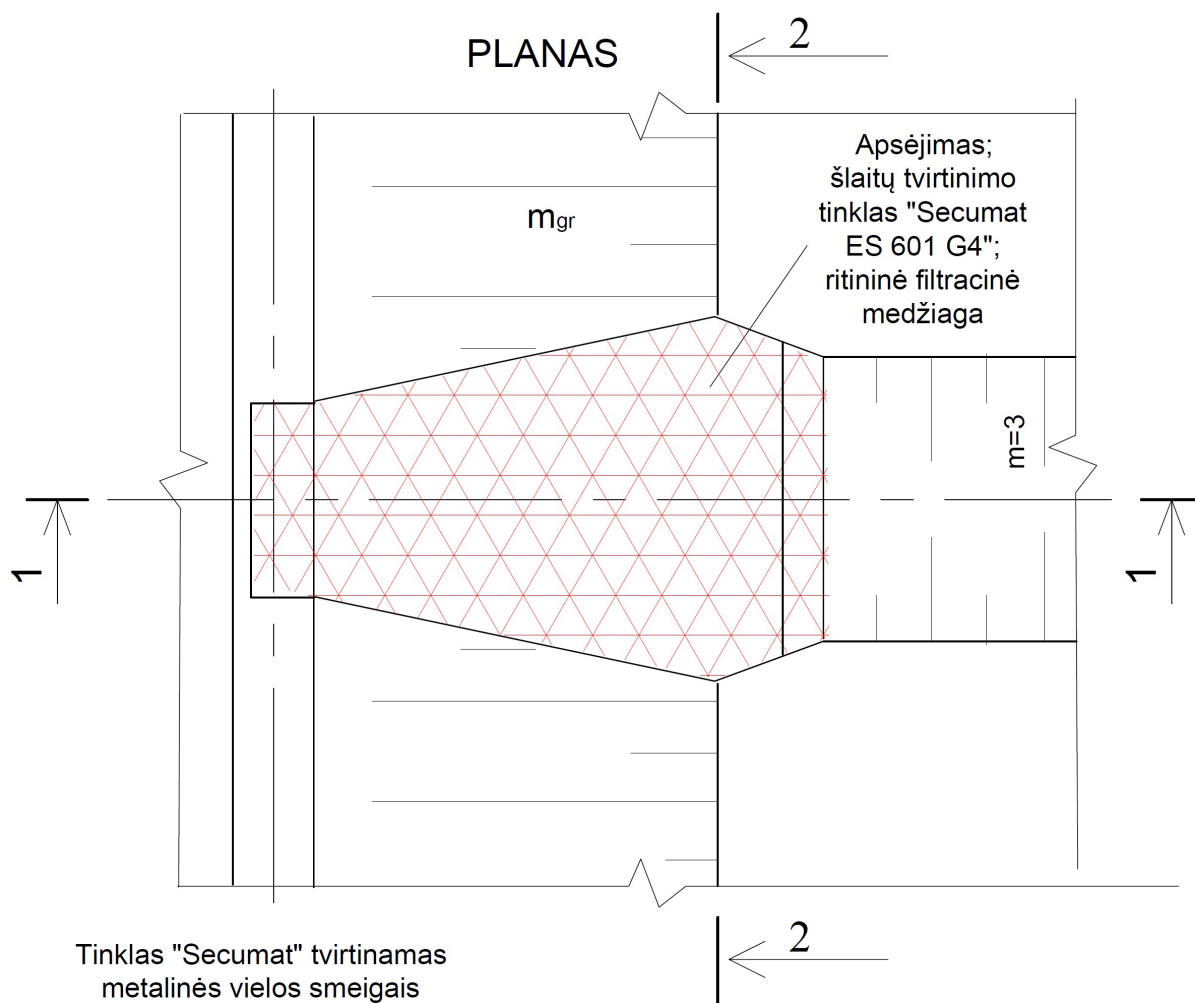 PLANAS
2
Apsėjimas;
šlaitų tvirtinimo
tinklas "Secumat
ES 601 G4";
ritininė filtracinė
medžiaga
mgr
m=3
1
1
2
Tinklas "Secumat" tvirtinamas
metalinės vielos smeigais